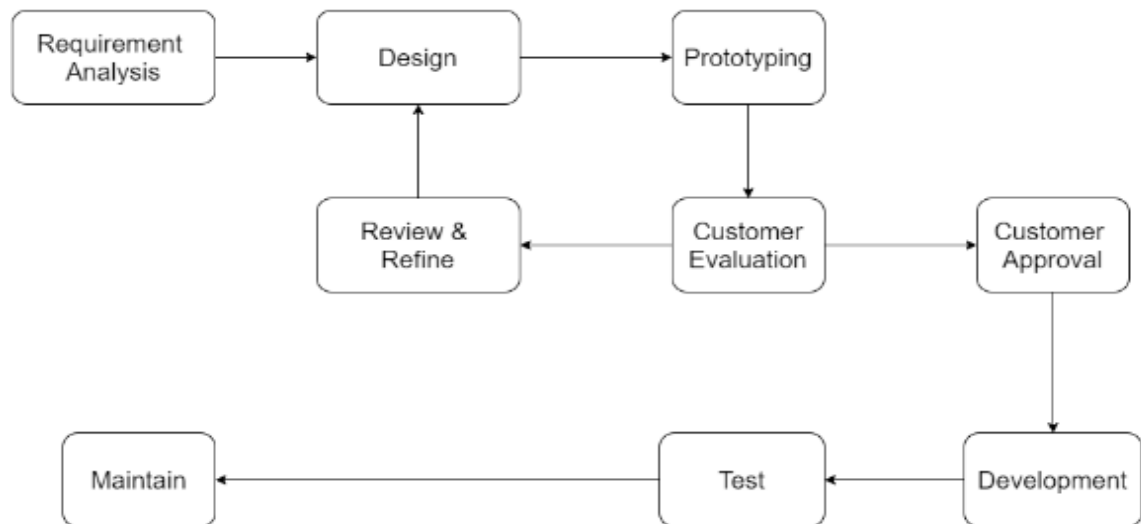 Requirement
Analysis
Design
Prototyping
Review &
Refine
Customer
Evaluation
Customer
Approval
Maintain
Test
Development